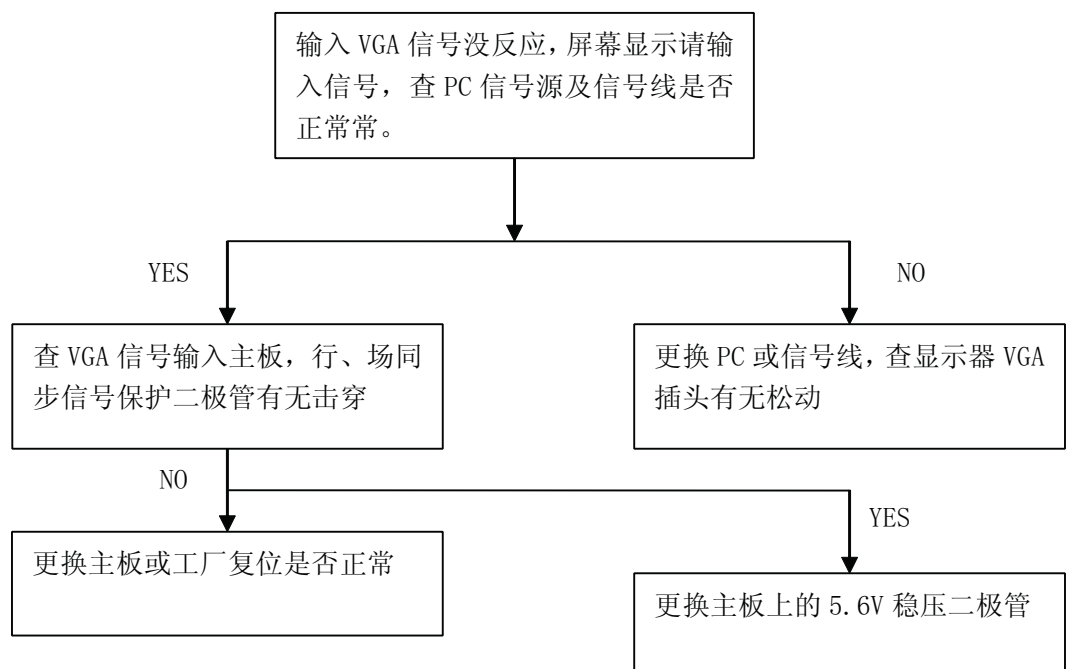 输入 VGA 信号没反应，屏幕显示请输
入信号，查 PC 信号源及信号线是否
正常常。
YES
NO
查 VGA 信号输入主板，行、场同
步信号保护二极管有无击穿
更换 PC 或信号线，查显示器 VGA
插头有无松动
NO
YES
更换主板或工厂复位是否正常
更换主板上的 5.6V 稳压二极管